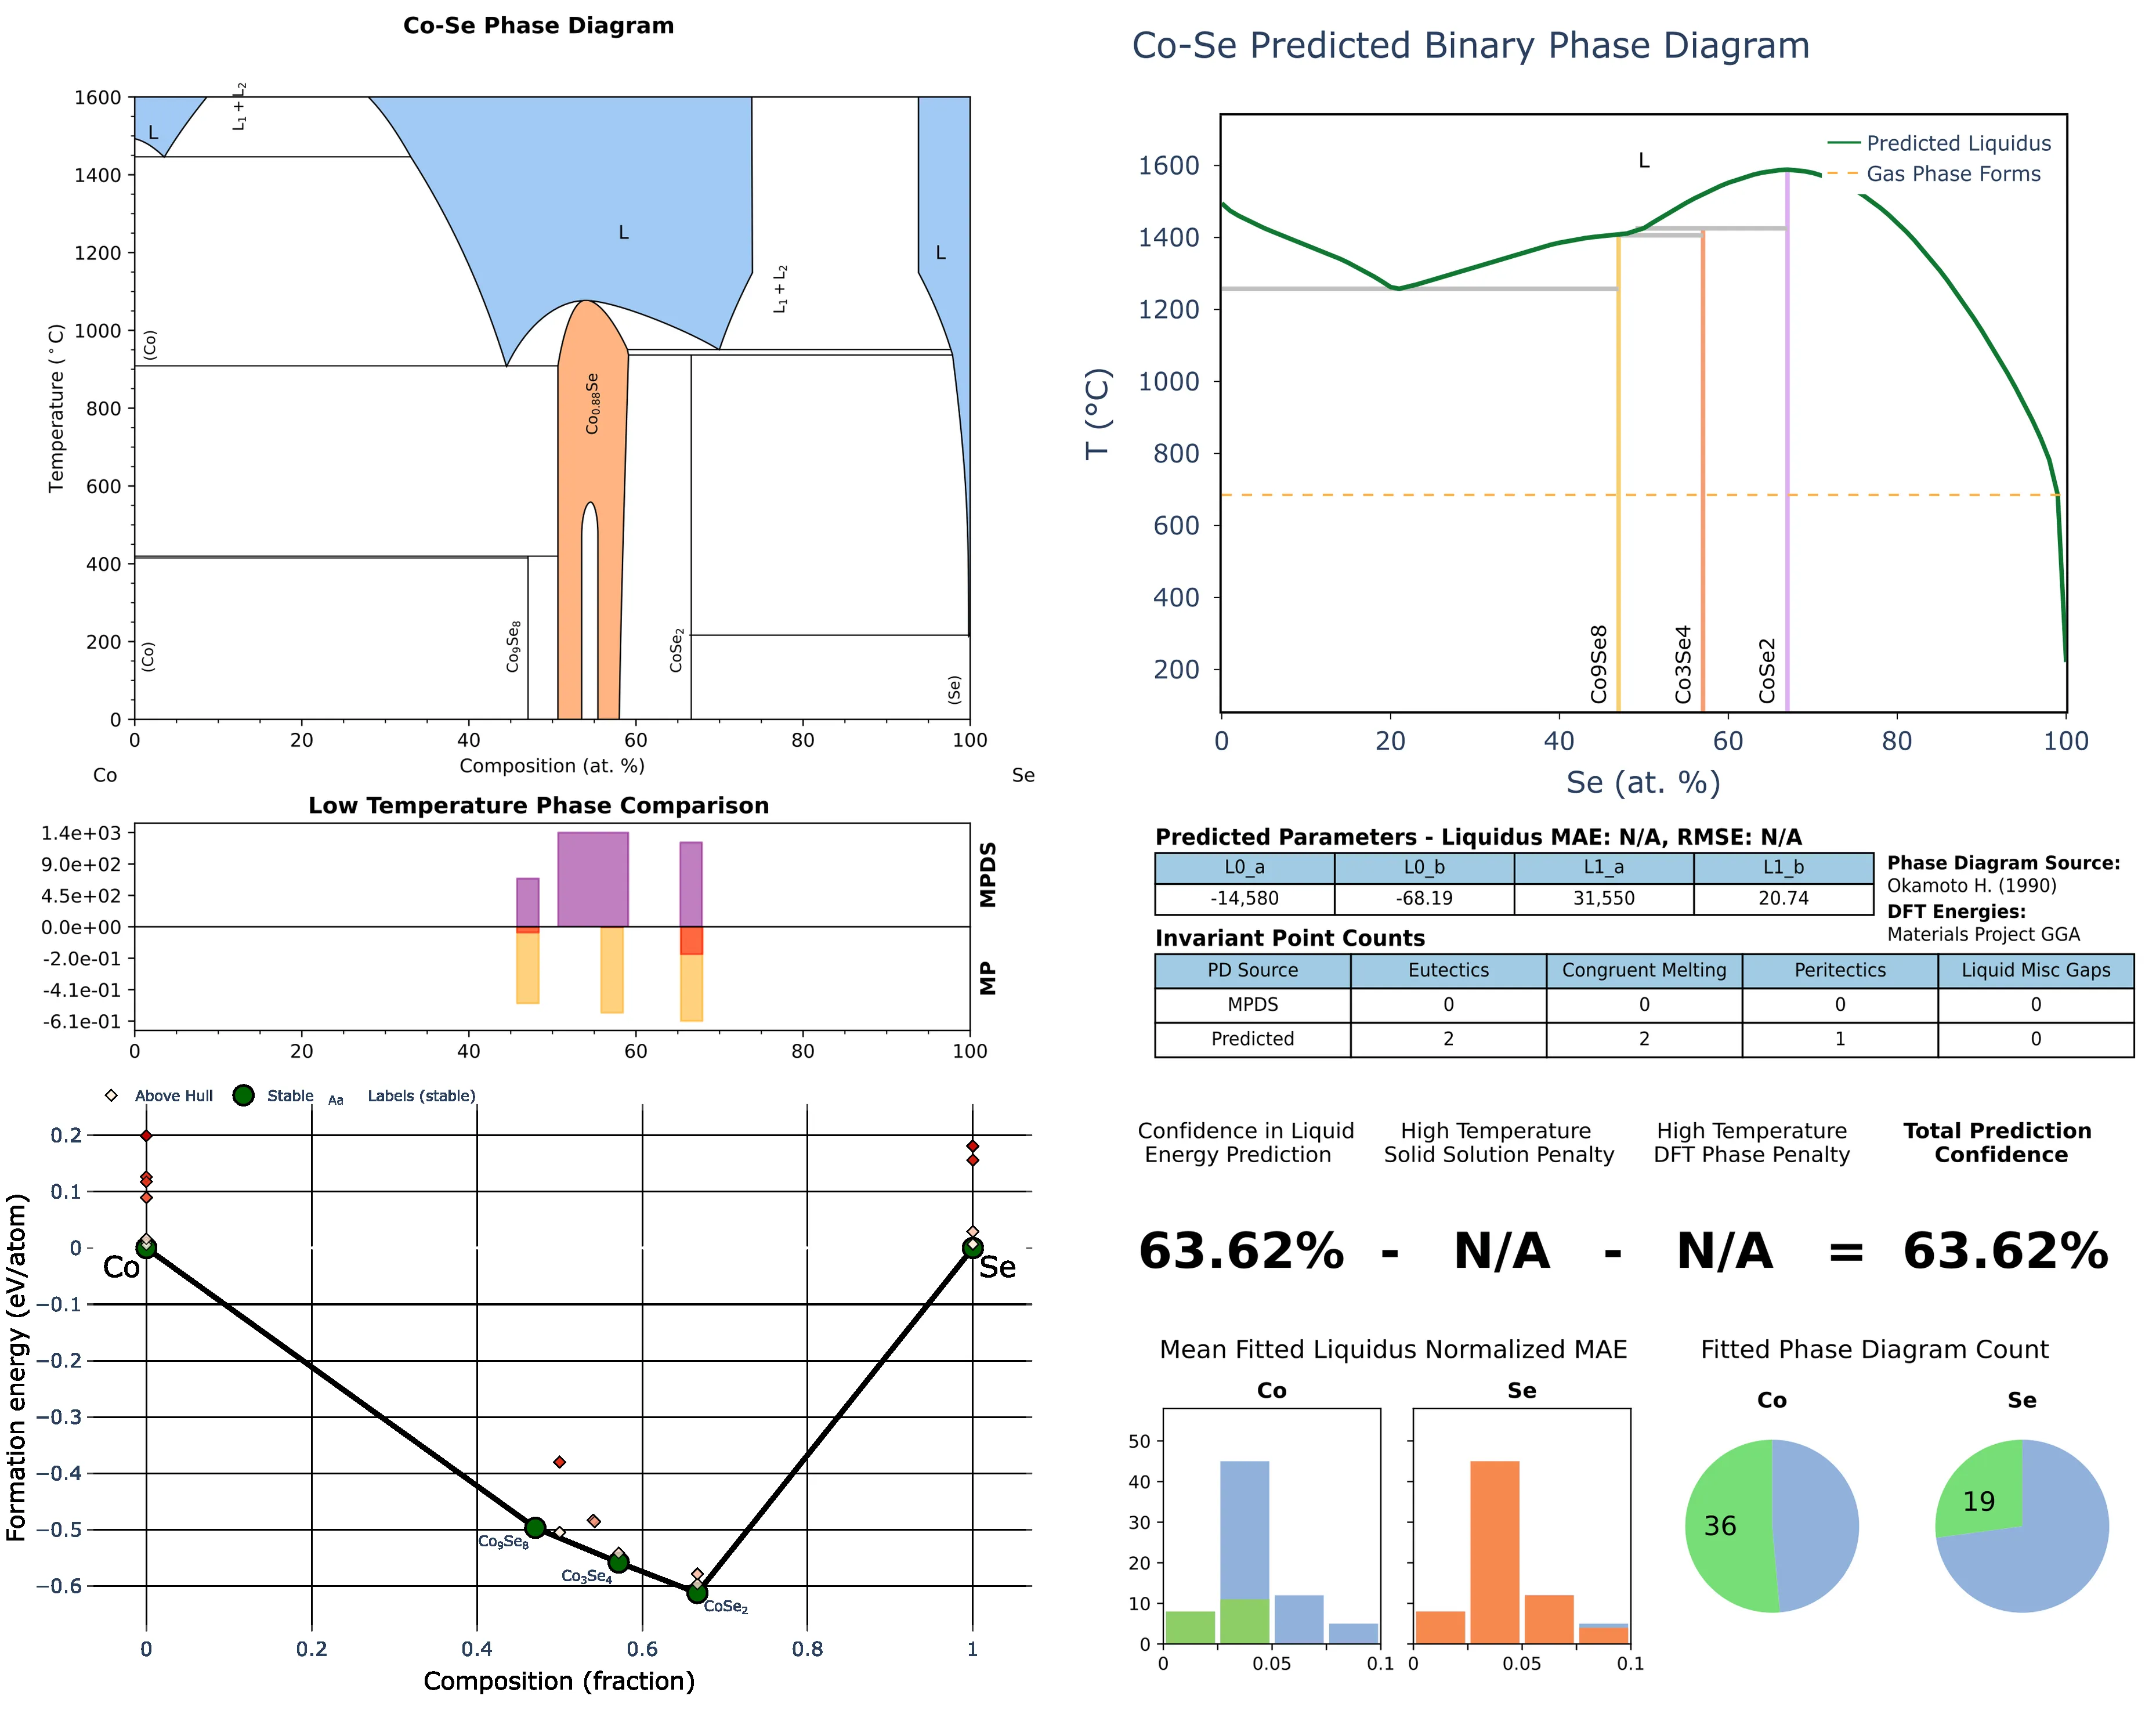 Co-Se Phase Diagram
1600
1400
1200
1000
800
600
400
200
0
Temperature (°C)
L
L1 + L2
L
L
L1 + L2
(Co)
Co0.88Se
(Co)
Co9Se8
CoSe2
(Se)
0 20 40 60 80 100
Composition (at. %)
Co Se
Low Temperature Phase Comparison
1.4e+03
9.0e+02
4.5e+02
0.0e+00
-2.0e-01
-4.1e-01
-6.1e-01
MPDS
MP
0 20 40 60 80 100
Above Hull Stable Aa Labels (stable)
0.2
0.1
0
−0.1
−0.2
−0.3
−0.4
−0.5
−0.6
Formation energy (eV/atom)
Co
Se
Co9Se8
Co3Se4
CoSe2
0 0.2 0.4 0.6 0.8 1
Composition (fraction)
Co-Se Predicted Binary Phase Diagram
1600
1400
1200
1000
800
600
400
200
T (°C)
L
Predicted Liquidus
Gas Phase Forms
Co9Se8
Co3Se4
CoSe2
0 20 40 60 80 100
Se (at. %)
Predicted Parameters - Liquidus MAE: N/A, RMSE: N/A
L0_a L0_b L1_a L1_b
-14,580 -68.19 31,550 20.74
Phase Diagram Source:
Okamoto H. (1990)
DFT Energies:
Materials Project GGA
Invariant Point Counts
PD Source Eutectics Congruent Melting Peritectics Liquid Misc Gaps
MPDS 0 0 0 0
Predicted 2 2 1 0
Confidence in Liquid
Energy Prediction
High Temperature
Solid Solution Penalty
High Temperature
DFT Phase Penalty
Total Prediction
Confidence
63.62% - N/A - N/A = 63.62%
Mean Fitted Liquidus Normalized MAE
Fitted Phase Diagram Count
Co
Se
Co
Se
50
40
30
20
10
0
0 0.05 0.1
0 0.05 0.1
36
19